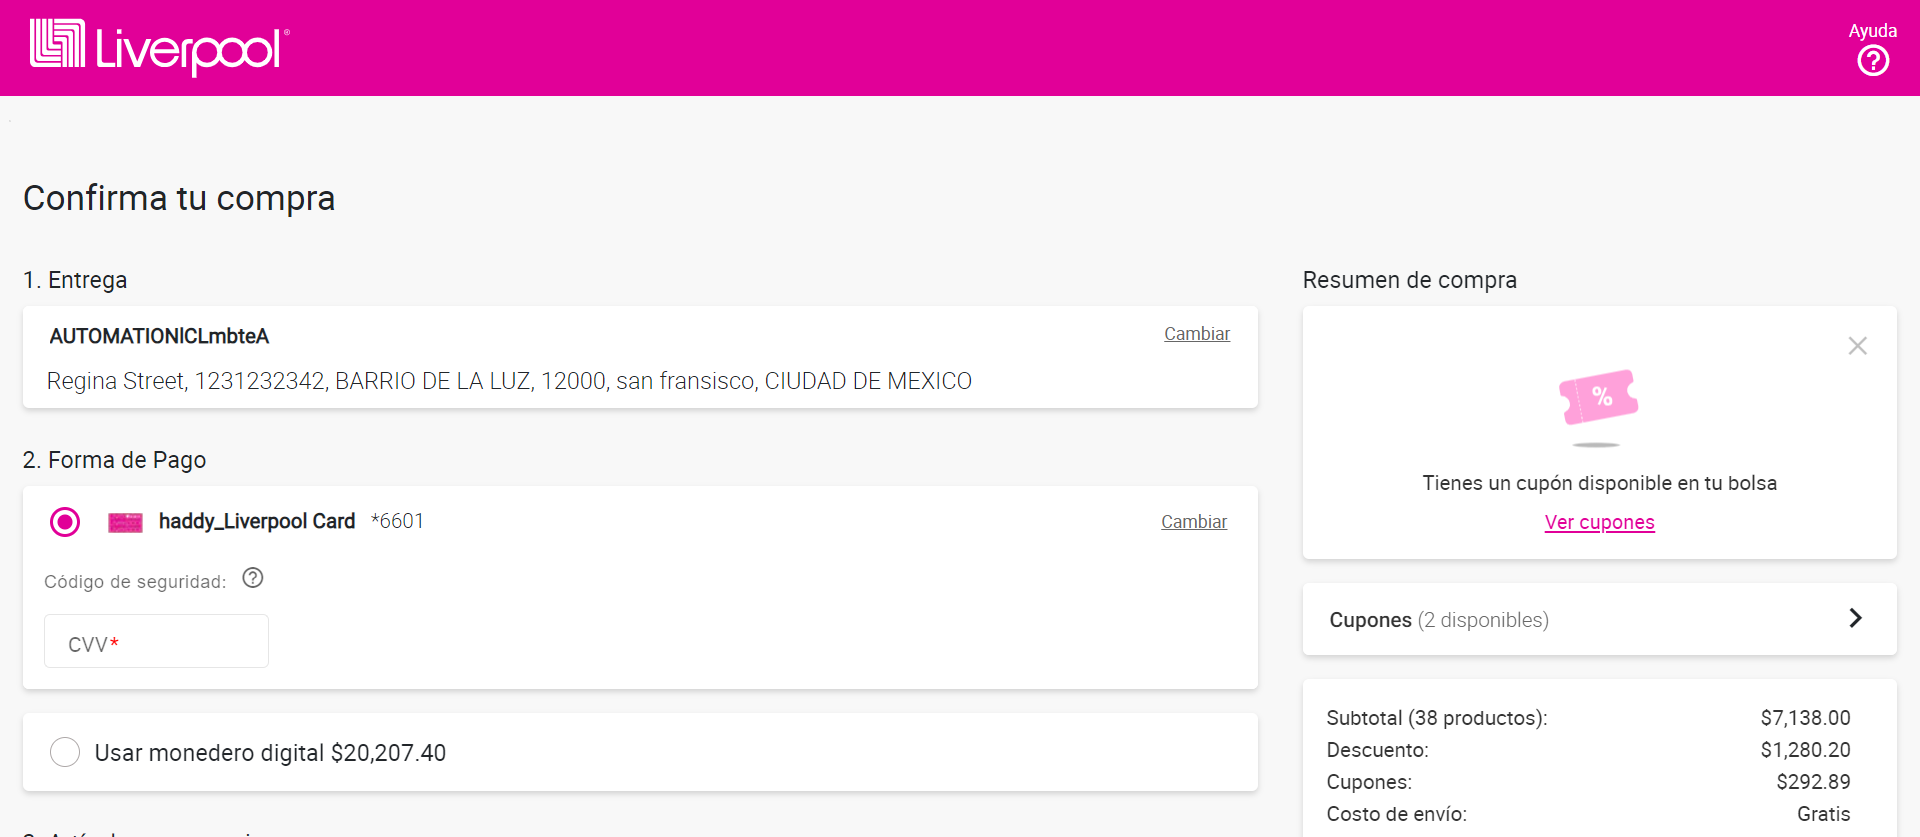 Liverpool®
Ayuda
Confirma tu compra
1. Entrega
AUTOMATIONICLmbteA
Cambiar
Regina Street, 1231232342, BARRIO DE LA LUZ, 12000, san fransisco, CIUDAD DE MEXICO
2. Forma de Pago
haddy_Liverpool Card *6601
Cambiar
Código de seguridad:
CVV*
Usar monedero digital $20,207.40
Resumen de compra
%
Tienes un cupón disponible en tu bolsa
Ver cupones
Cupones (2 disponibles)
Subtotal (38 productos): $7,138.00
Descuento: $1,280.20
Cupones: $292.89
Costo de envío: Gratis